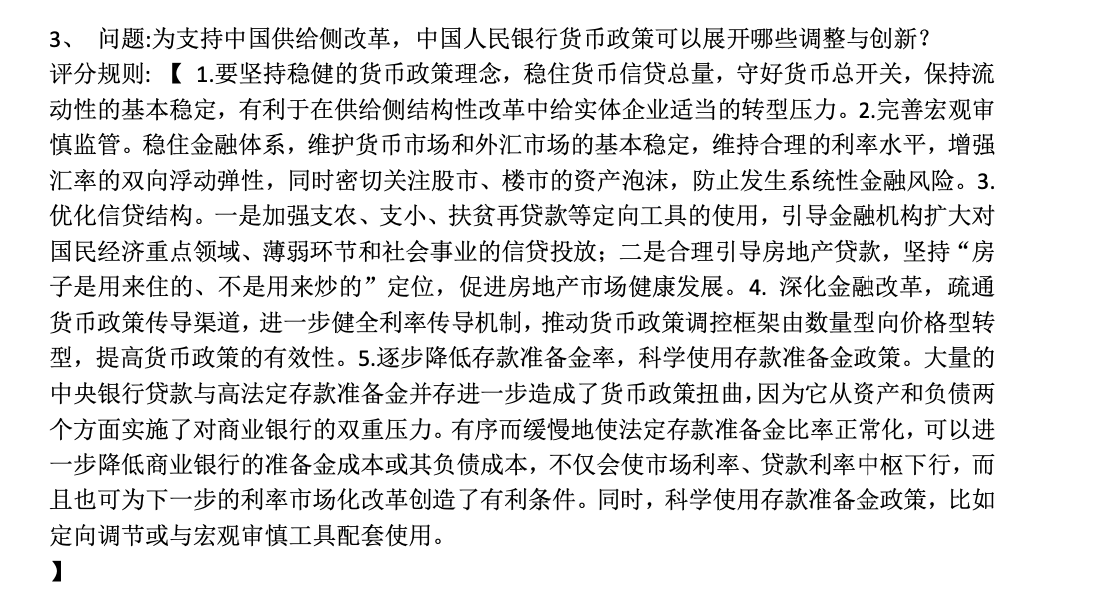 3、 问题:为支持中国供给侧改革，中国人民银行货币政策可以展开哪些调整与创新？
评分规则: 【 1.要坚持稳健的货币政策理念，稳住货币信贷总量，守好货币总开关，保持流
动性的基本稳定，有利于在供给侧结构性改革中给实体企业适当的转型压力。2.完善宏观审
慎监管。稳住金融体系，维护货币市场和外汇市场的基本稳定，维持合理的利率水平，增强
汇率的双向浮动弹性，同时密切关注股市、楼市的资产泡沫，防止发生系统性金融风险。3.
优化信贷结构。一是加强支农、支小、扶贫再贷款等定向工具的使用，引导金融机构扩大对
国民经济重点领域、薄弱环节和社会事业的信贷投放；二是合理引导房地产贷款，坚持“房
子是用来住的、不是用来炒的”定位，促进房地产市场健康发展。4. 深化金融改革，疏通
货币政策传导渠道，进一步健全利率传导机制，推动货币政策调控框架由数量型向价格型转
型，提高货币政策的有效性。5.逐步降低存款准备金率，科学使用存款准备金政策。大量的
中央银行贷款与高法定存款准备金并存进一步造成了货币政策扭曲，因为它从资产和负债两
个方面实施了对商业银行的双重压力。有序而缓慢地使法定存款准备金比率正常化，可以进
一步降低商业银行的准备金成本或其负债成本，不仅会使市场利率、贷款利率中枢下行，而
且也可为下一步的利率市场化改革创造了有利条件。同时，科学使用存款准备金政策，比如
定向调节或与宏观审慎工具配套使用。
】